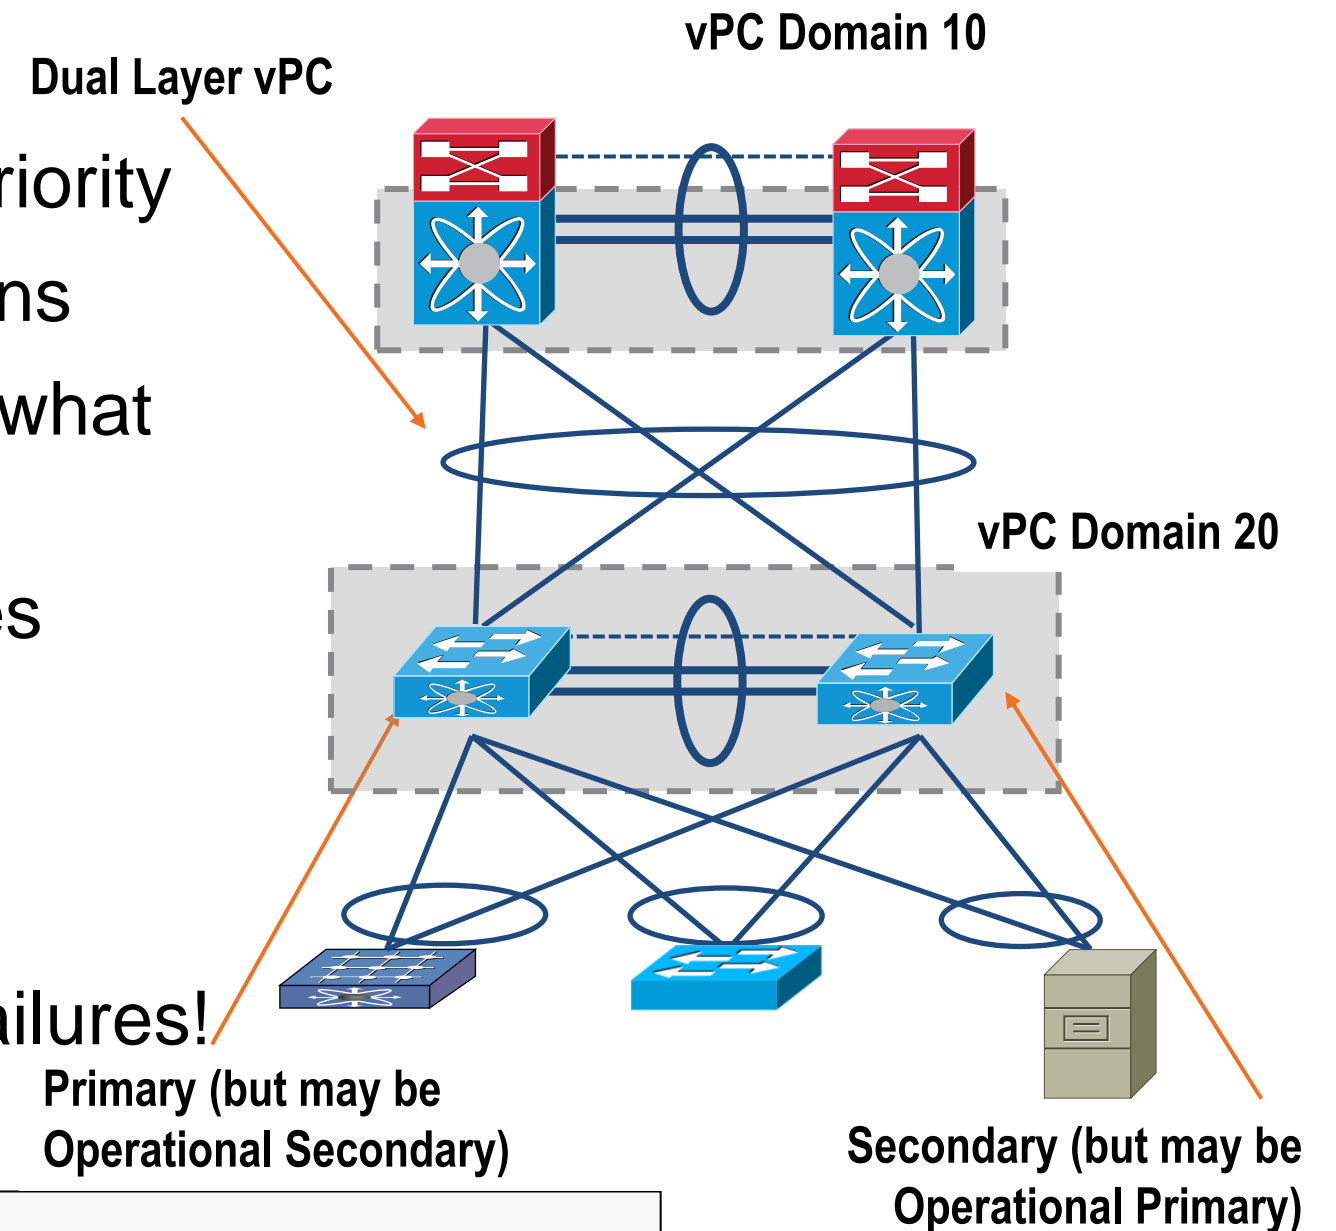 vPC Domain 10
Dual Layer vPC
riority
ns
what
vPC Domain 20
es
ailures!
Primary (but may be
Operational Secondary)
Secondary (but may be
Operational Primary)